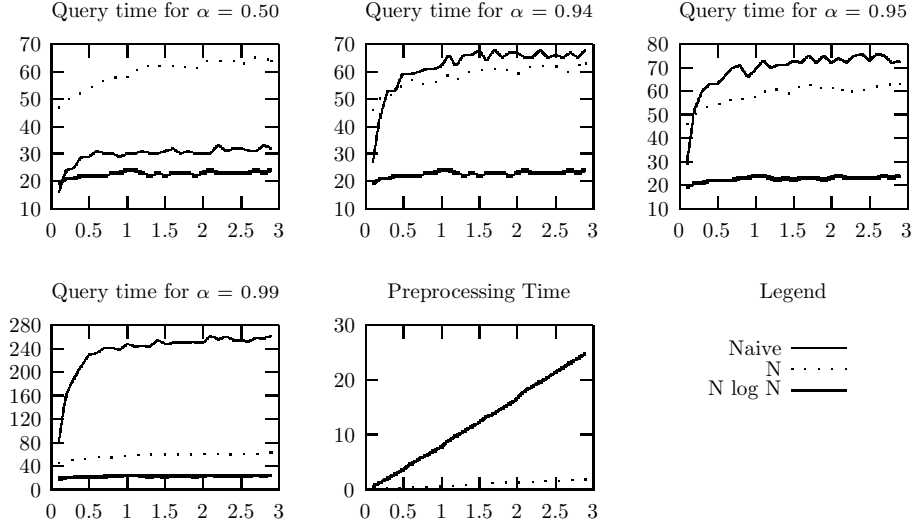 Query time for α = 0.50
70
60
50
40
30
20
10
0 0.5 1 1.5 2 2.5 3
Query time for α = 0.94
70
60
50
40
30
20
10
0 0.5 1 1.5 2 2.5 3
Query time for α = 0.95
80
70
60
50
40
30
20
10
0 0.5 1 1.5 2 2.5 3
Query time for α = 0.99
280
240
200
160
120
80
40
0
0 0.5 1 1.5 2 2.5 3
Preprocessing Time
30
20
10
0
0 0.5 1 1.5 2 2.5 3
Legend
Naive
N
N log N